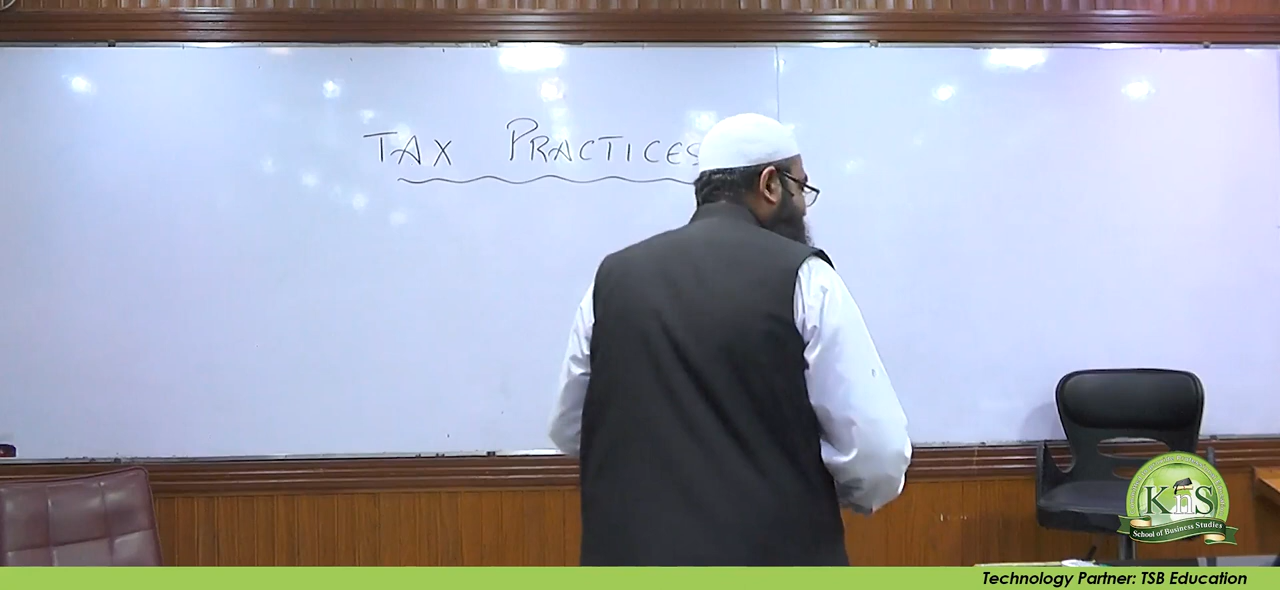 TAX PRACTICES
KnS
School of Business Studies
Technology Partner: TSB Education